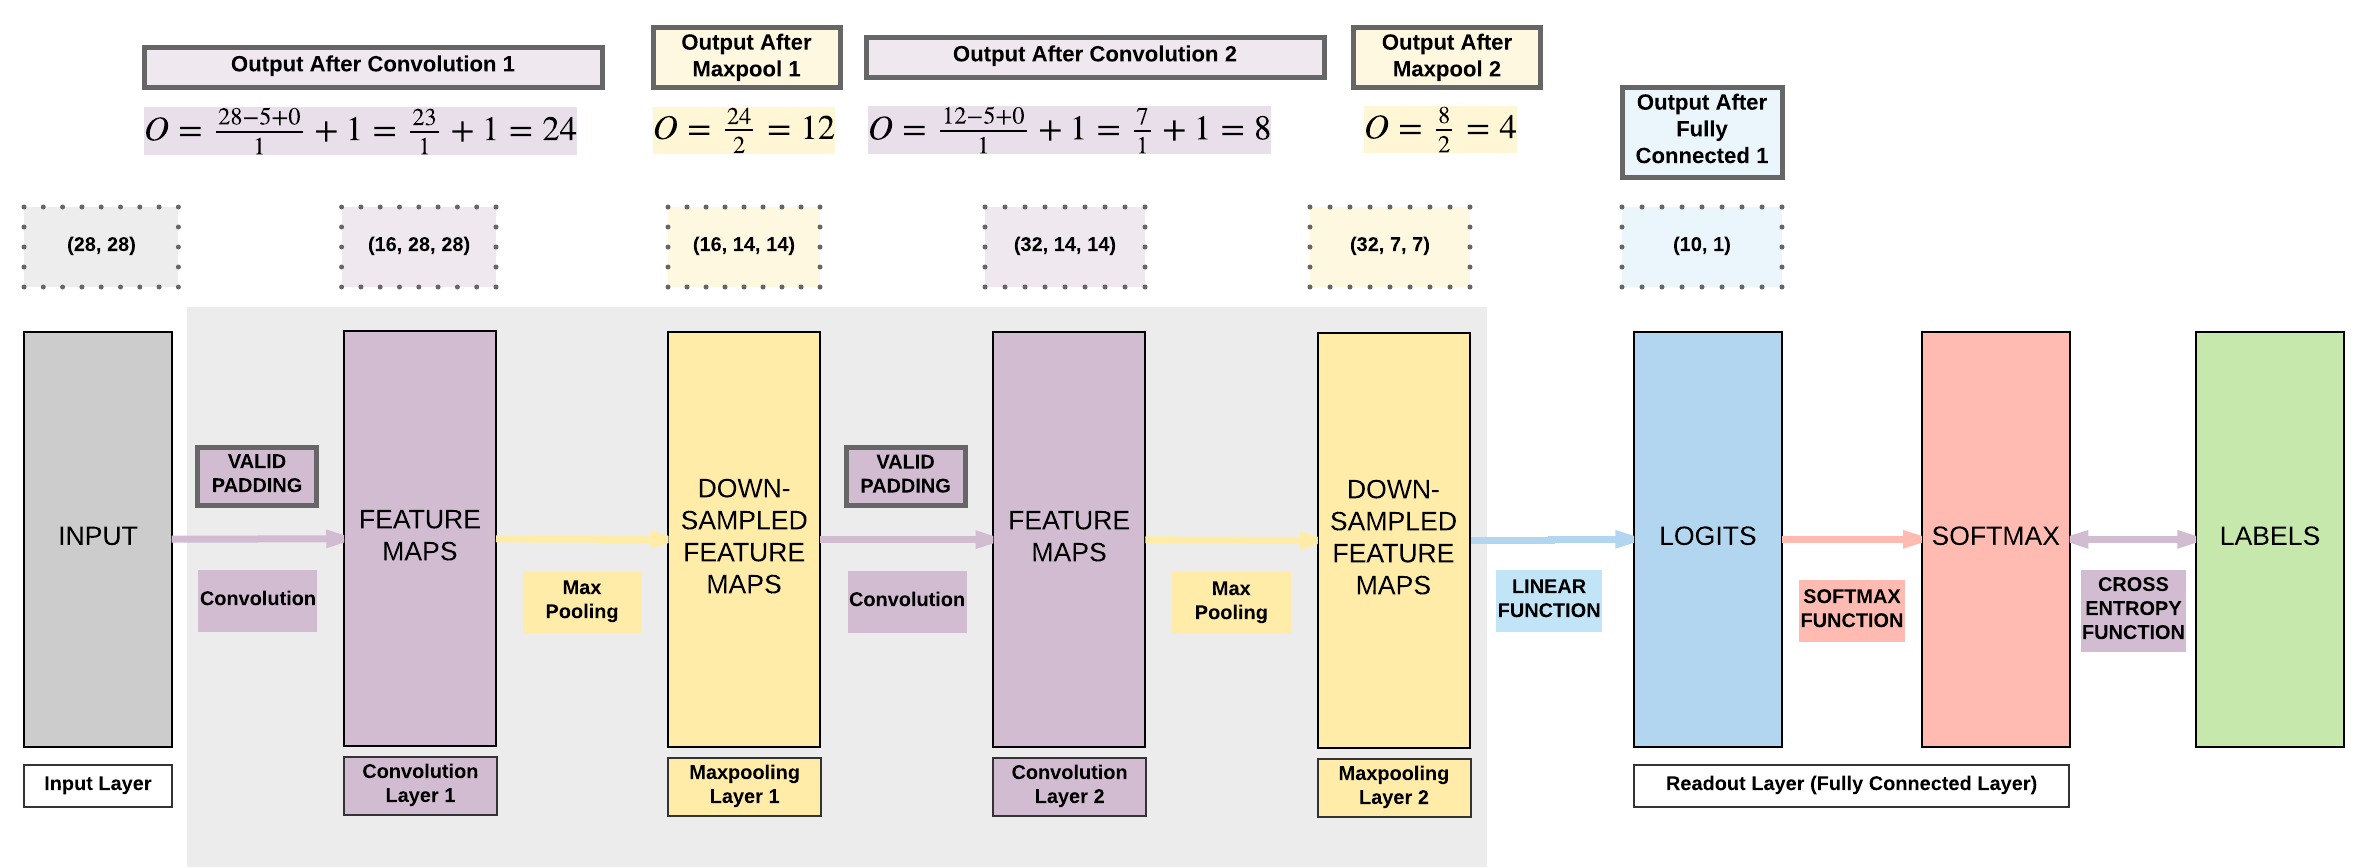 Output After Convolution 1
O = \frac{28-5+0}{1} + 1 = \frac{23}{1} + 1 = 24
Output After
Maxpool 1
O = \frac{24}{2} = 12
Output After Convolution 2
O = \frac{12-5+0}{1} + 1 = \frac{7}{1} + 1 = 8
Output After
Maxpool 2
O = \frac{8}{2} = 4
Output After
Fully
Connected 1
(28, 28)
(16, 28, 28)
(16, 14, 14)
(32, 14, 14)
(32, 7, 7)
(10, 1)
INPUT
VALID
PADDING
Convolution
FEATURE
MAPS
Max
Pooling
DOWN-
SAMPLED
FEATURE
MAPS
VALID
PADDING
Convolution
FEATURE
MAPS
Max
Pooling
DOWN-
SAMPLED
FEATURE
MAPS
LINEAR
FUNCTION
LOGITS
SOFTMAX
FUNCTION
SOFTMAX
CROSS
ENTROPY
FUNCTION
LABELS
Input Layer
Convolution
Layer 1
Maxpooling
Layer 1
Convolution
Layer 2
Maxpooling
Layer 2
Readout Layer (Fully Connected Layer)